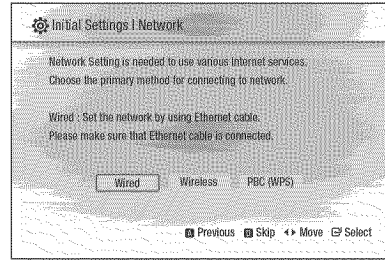 Initial Settings I Network
Network Setting is needed to use various Internet services.
Choose the primary method for connecting to network.
Wired : Set the network by using Ethernet cable.
Please make sure that Ethernet cable is connected.
Wired Wireless PBC (WPS)
A Previous B Skip Move Select